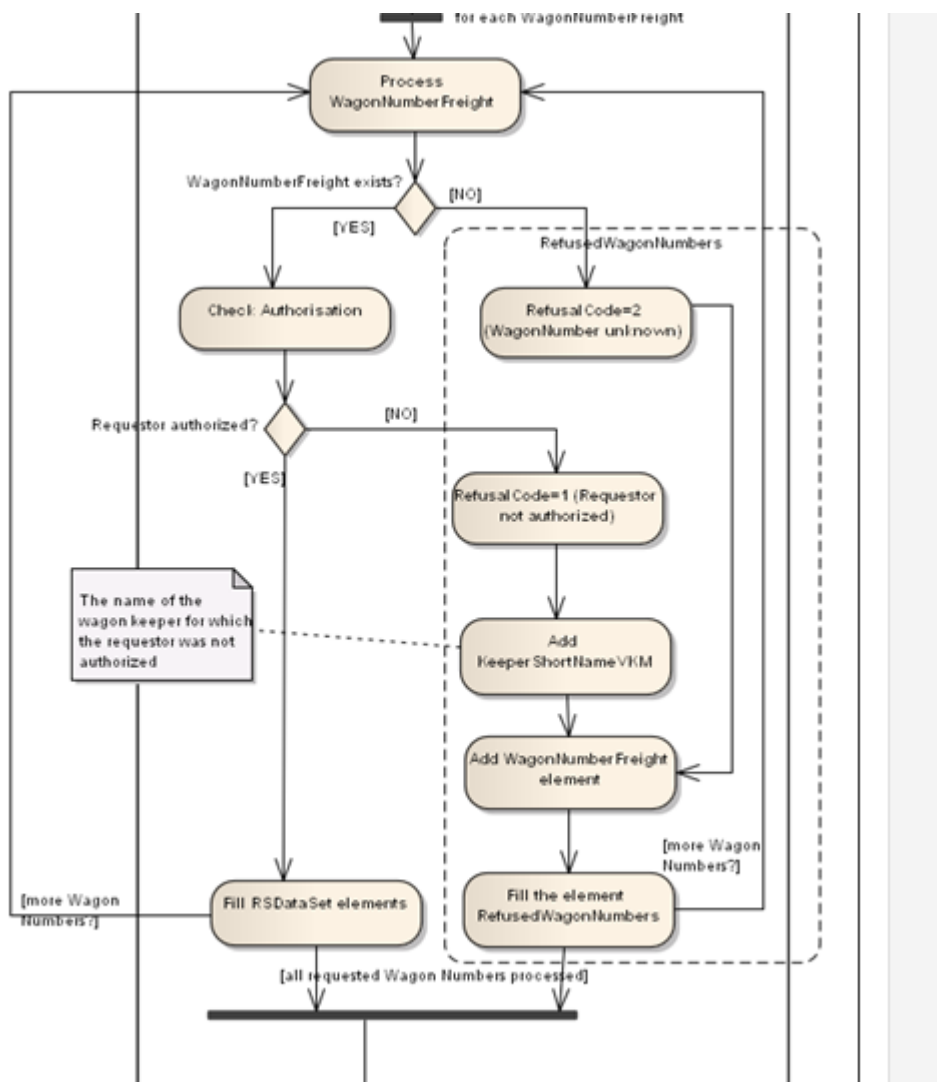 for each WagonNumberFreight
Process
WagonNumberFreight
WagonNumberFreight exists?
[NO]
[YES]
RefusedWagonNumbers
Check Authorisation
RefusalCode=2
(WagonNumber unknown)
Requestor authorized?
[NO]
[YES]
RefusalCode=1 (Requestor
not authorized)
The name of the
wagon keeper for which
the requestor was not
authorized
Add
KeeperShortNameVKM
Add WagonNumberFreight
element
[more Wagon
Numbers?]
Fill the element
RefusedWagonNumbers
Fill RSDataSet elements
[more Wagon
Numbers?]
[all requested Wagon Numbers processed]